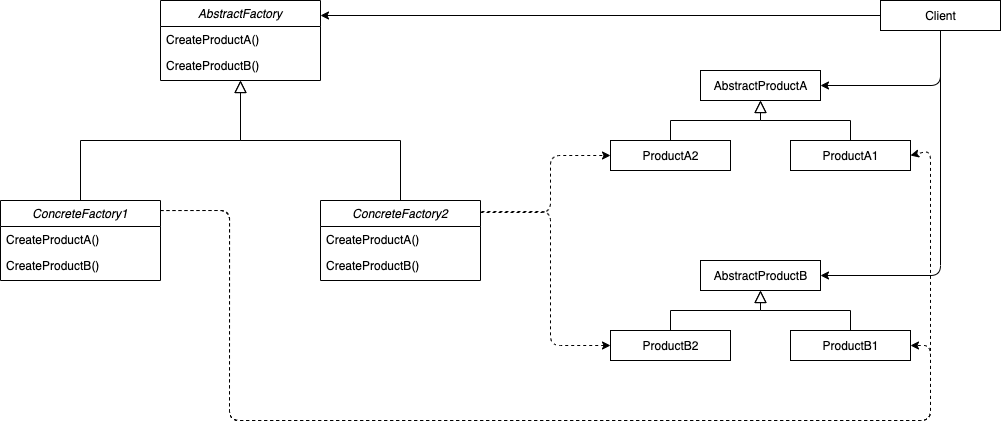 AbstractFactory
CreateProductA()
CreateProductB()
Client
AbstractProductA
ProductA2
ProductA1
ConcreteFactory1
CreateProductA()
CreateProductB()
ConcreteFactory2
CreateProductA()
CreateProductB()
AbstractProductB
ProductB2
ProductB1